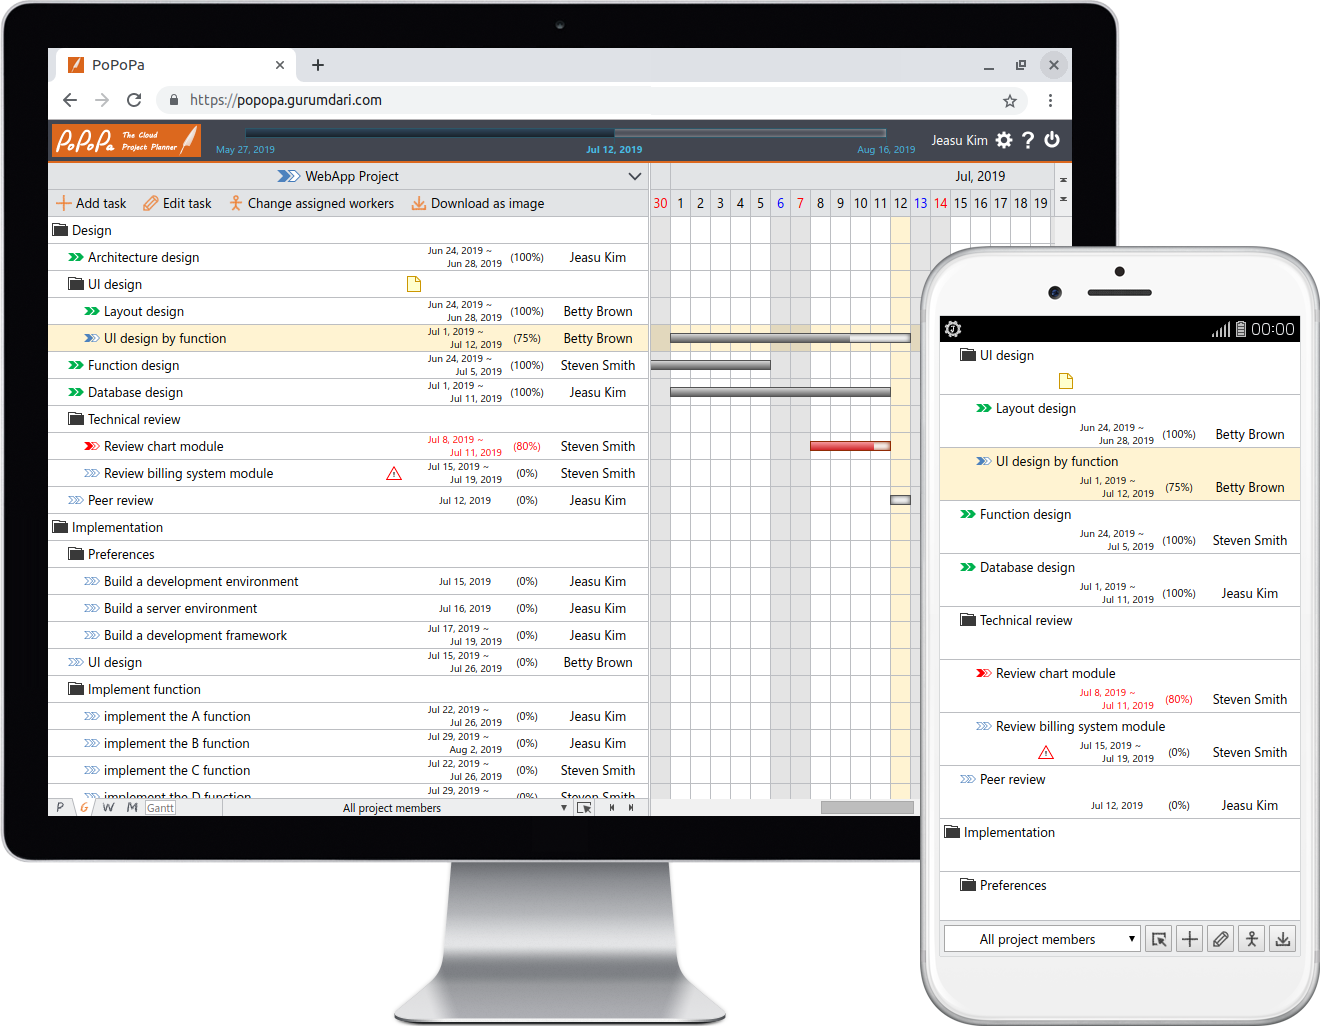 PoPoPa
https://popopa.gurumdari.com
PoPoPa The Cloud
Project Planner
May 27, 2019 Jul 12, 2019 Aug 16, 2019
Jeasu Kim ?
WebApp Project
Jul, 2019
Add task Edit task Change assigned workers Download as image
30 1 2 3 4 5 6 7 8 9 10 11 12 13 14 15 16 17 18 19
Design
Architecture design Jun 24, 2019 ~ Jun 28, 2019 (100%) Jeasu Kim
UI design
Layout design Jun 24, 2019 ~ Jun 28, 2019 (100%) Betty Brown
UI design by function Jul 1, 2019 ~ Jul 12, 2019 (75%) Betty Brown
Function design Jun 24, 2019 ~ Jul 5, 2019 (100%) Steven Smith
Database design Jul 1, 2019 ~ Jul 11, 2019 (100%) Jeasu Kim
Technical review
Review chart module Jul 8, 2019 ~ Jul 11, 2019 (80%) Steven Smith
Review billing system module Jul 15, 2019 ~ Jul 19, 2019 (0%) Steven Smith
Peer review Jul 12, 2019 (0%) Jeasu Kim
Implementation
Preferences
Build a development environment Jul 15, 2019 (0%) Jeasu Kim
Build a server environment Jul 16, 2019 (0%) Jeasu Kim
Build a development framework Jul 17, 2019 ~ Jul 19, 2019 (0%) Jeasu Kim
UI design Jul 15, 2019 ~ Jul 26, 2019 (0%) Betty Brown
Implement function
implement the A function Jul 22, 2019 ~ Jul 26, 2019 (0%) Jeasu Kim
implement the B function Jul 29, 2019 ~ Aug 2, 2019 (0%) Jeasu Kim
implement the C function Jul 22, 2019 ~ Jul 26, 2019 (0%) Steven Smith
implement the D function Jul 29, 2019 ~ (0%) Steven Smith
P G W M Gantt All project members
00:00
UI design
Layout design
Jun 24, 2019 ~ Jun 28, 2019 (100%) Betty Brown
UI design by function
Jul 1, 2019 ~ Jul 12, 2019 (75%) Betty Brown
Function design
Jun 24, 2019 ~ Jul 5, 2019 (100%) Steven Smith
Database design
Jul 1, 2019 ~ Jul 11, 2019 (100%) Jeasu Kim
Technical review
Review chart module
Jul 8, 2019 ~ Jul 11, 2019 (80%) Steven Smith
Review billing system module
Jul 15, 2019 ~ Jul 19, 2019 (0%) Steven Smith
Peer review
Jul 12, 2019 (0%) Jeasu Kim
Implementation
Preferences
All project members